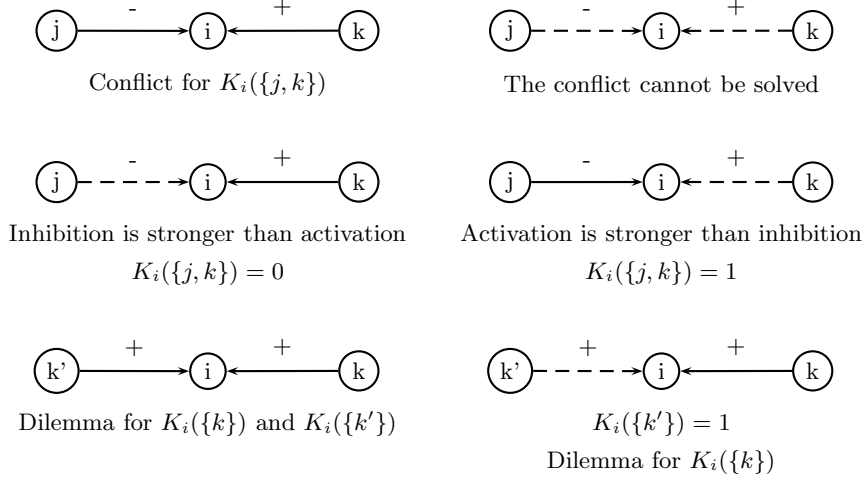 - +
j i k
Conflict for K_i({j, k})
- +
j i k
The conflict cannot be solved
- +
j i k
Inhibition is stronger than activation
K_i({j, k}) = 0
- +
j i k
Activation is stronger than inhibition
K_i({j, k}) = 1
+ +
k' i k
Dilemma for K_i({k}) and K_i({k′})
+ +
k' i k
K_i({k′}) = 1
Dilemma for K_i({k})